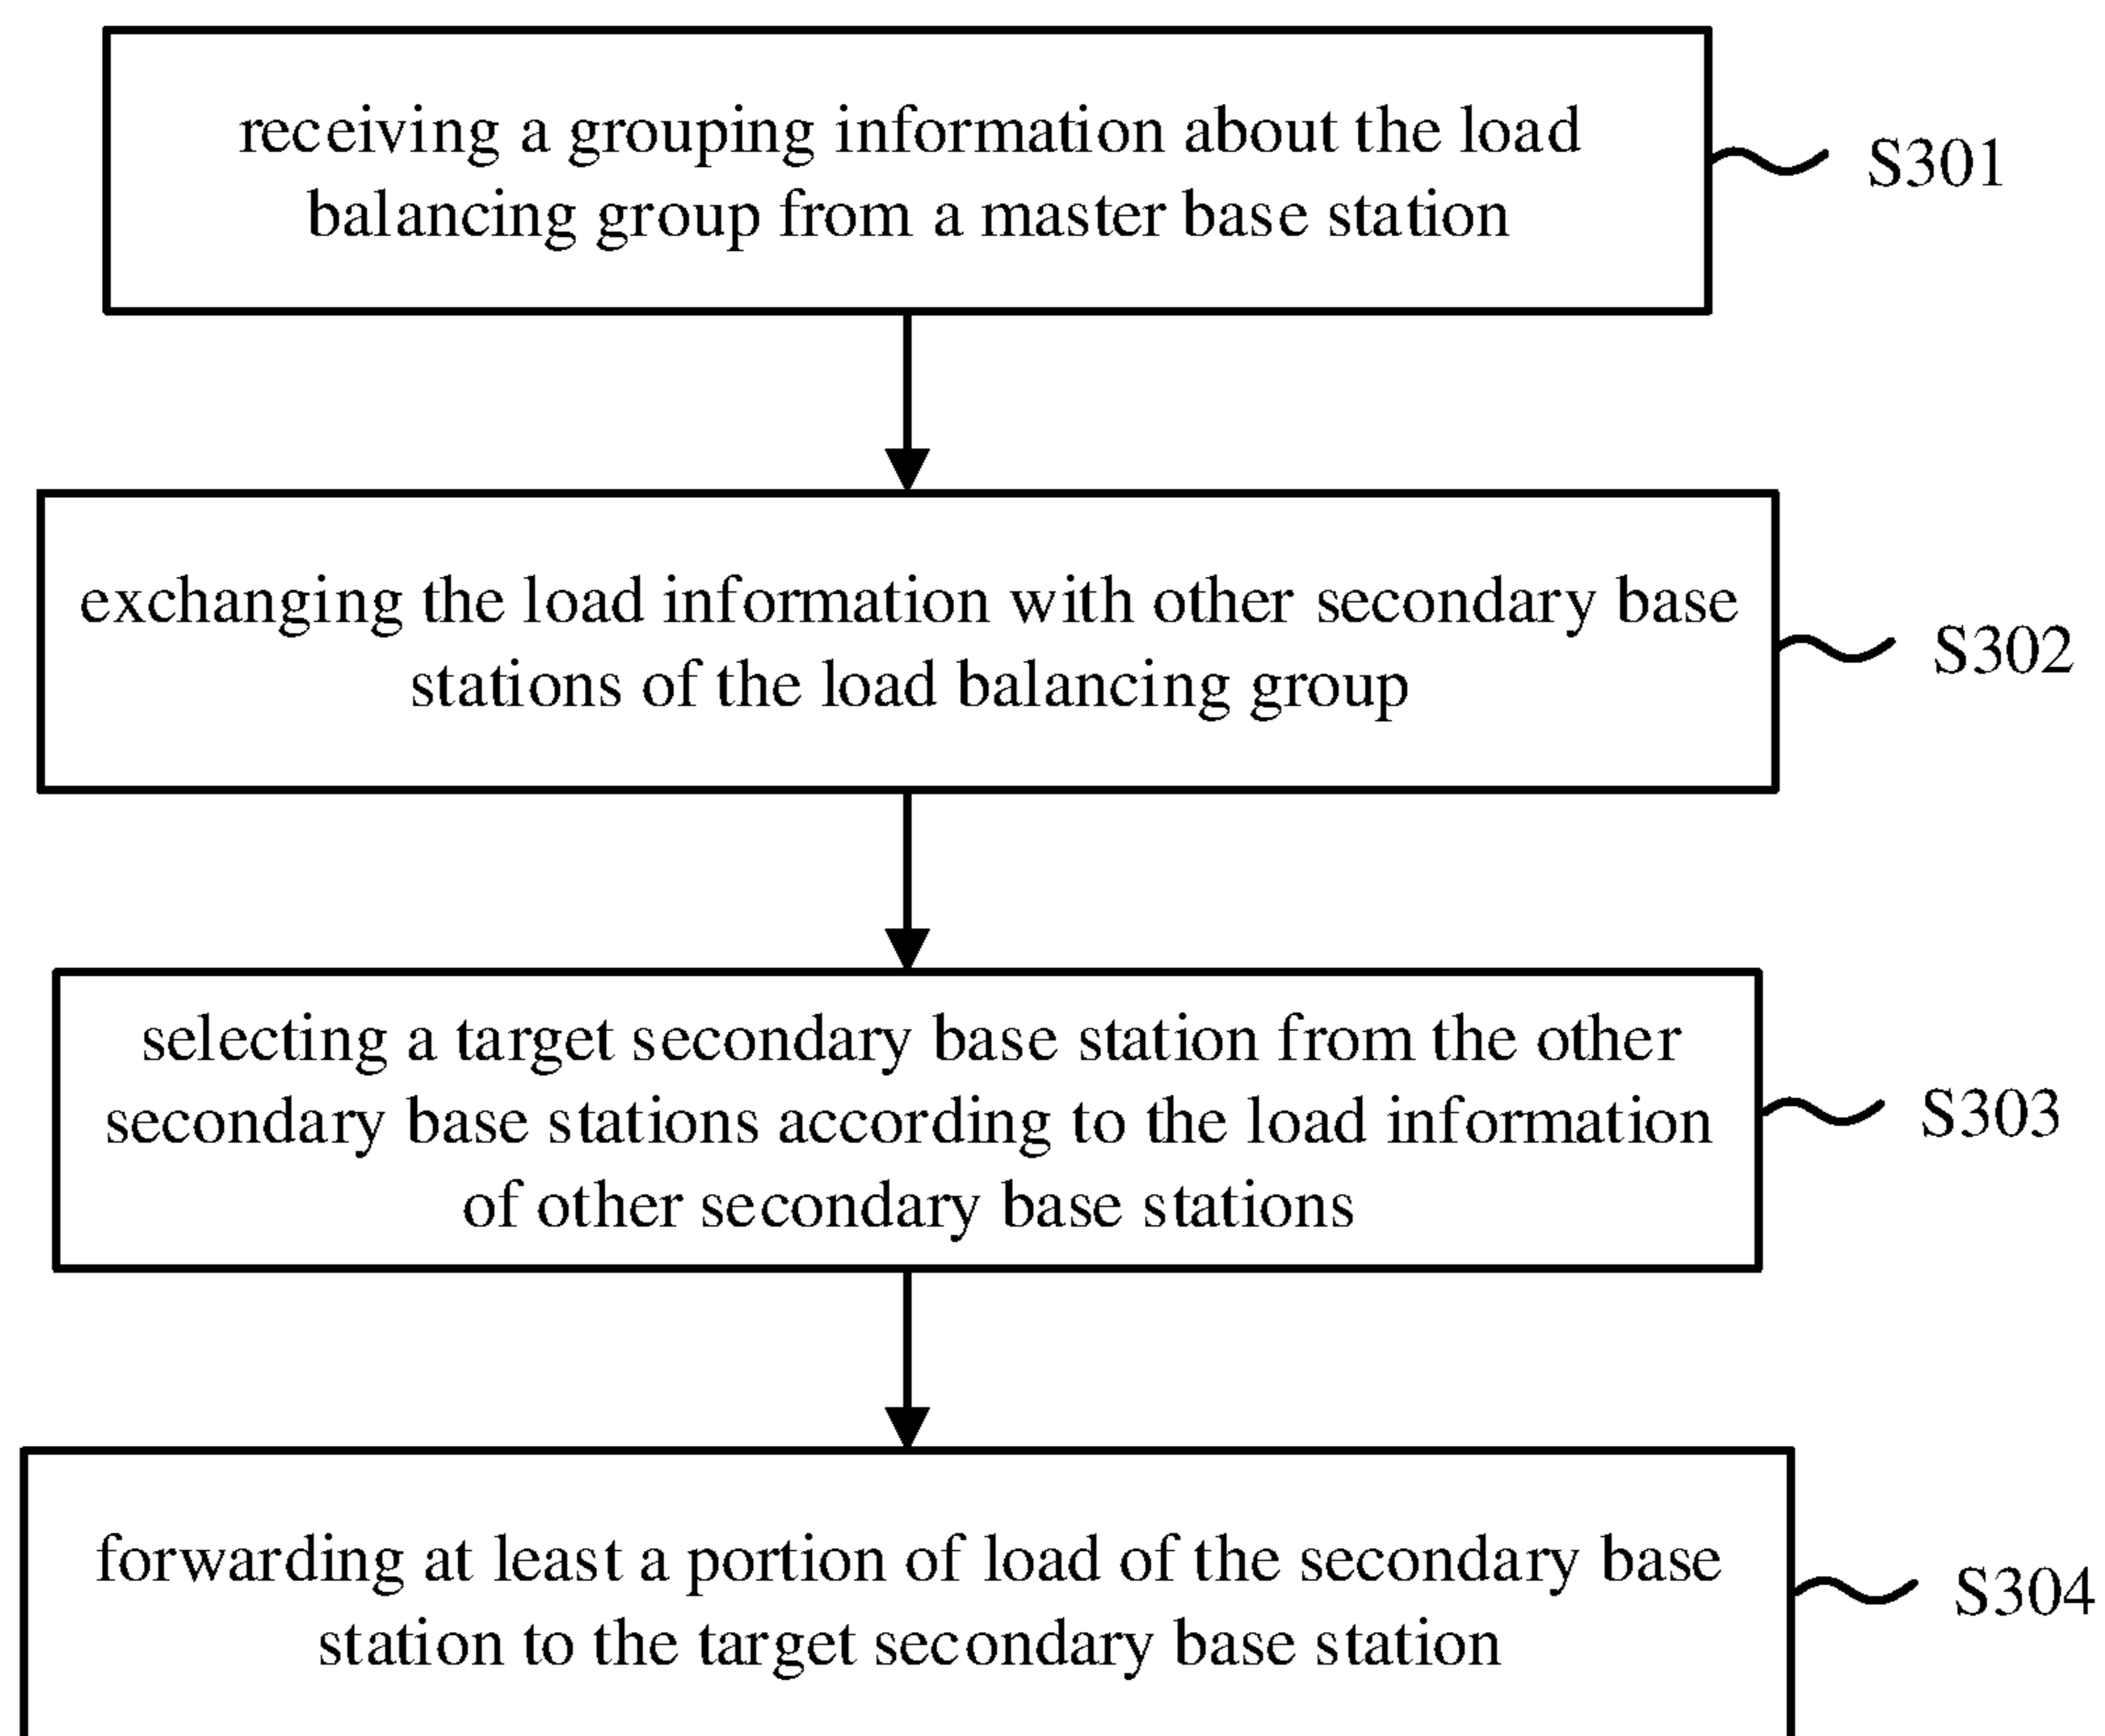 receiving a grouping information about the load
balancing group from a master base station
S301
exchanging the load information with other secondary base
stations of the load balancing group
S302
selecting a target secondary base station from the other
secondary base stations according to the load information
of other secondary base stations
S303
forwarding at least a portion of load of the secondary base
station to the target secondary base station
S304